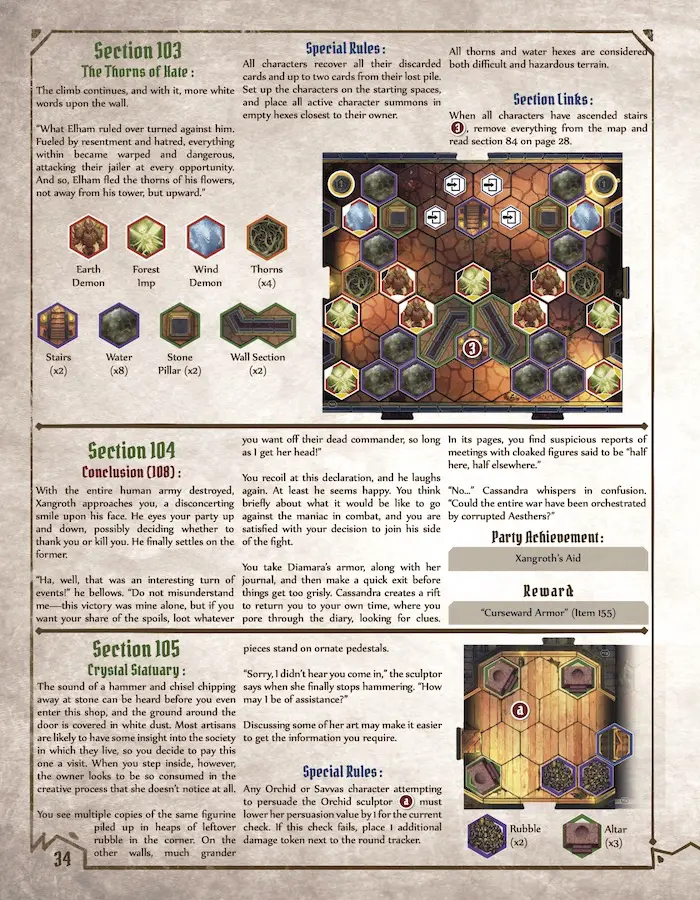 Section 103
The Thorns of Hate:
The climb continues, and with it, more white
words upon the wall.
"What Elham ruled over turned against him.
Fueled by resentment and hatred, everything
within became warped and dangerous,
attacking their jailer at every opportunity.
And so, Elham fled the thorns of his flowers,
not away from his tower, but upward."
Special Rules:
All characters recover all their discarded
cards and up to two cards from their lost pile.
Set up the characters on the starting spaces,
and place all active character summons in
empty hexes closest to their owner.
All thorns and water hexes are considered
both difficult and hazardous terrain.
Section Links:
When all characters have ascended stairs
3, remove everything from the map and
read section 84 on page 28.
Earth
Demon
Forest
Imp
Wind
Demon
Thorns
(x4)
Stairs
(x2)
Water
(x8)
Stone
Pillar (x2)
Wall Section
(x2)
3
Section 104
Conclusion (108):
With the entire human army destroyed,
Xangroth approaches you, a disconcerting
smile upon his face. He eyes your party up
and down, possibly deciding whether to
thank you or kill you. He finally settles on the
former.
"Ha, well, that was an interesting turn of
events!" he bellows. "Do not misunderstand
me—this victory was mine alone, but if you
want your share of the spoils, loot whatever
you want off their dead commander, so long
as I get her head!"
You recoil at this declaration, and he laughs
again. At least he seems happy. You think
briefly about what it would be like to go
against the maniac in combat, and you are
satisfied with your decision to join his side
of the fight.
You take Diamara's armor, along with her
journal, and then make a quick exit before
things get too grisly. Cassandra creates a rift
to return you to your own time, where you
pore through the diary, looking for clues.
In its pages, you find suspicious reports of
meetings with cloaked figures said to be "half
here, half elsewhere."
"No..." Cassandra whispers in confusion.
"Could the entire war have been orchestrated
by corrupted Aesthers?"
Party Achievement:
Xangroth's Aid
Reward
"Curseward Armor" (Item 155)
Section 105
Crystal Statuary:
The sound of a hammer and chisel chipping
away at stone can be heard before you even
enter this shop, and the ground around the
door is covered in white dust. Most artisans
are likely to have some insight into the society
in which they live, so you decide to pay this
one a visit. When you step inside, however,
the owner looks to be so consumed in the
creative process that she doesn't notice at all.
You see multiple copies of the same figurine
piled up in heaps of leftover
rubble in the corner. On the
other walls, much grander
pieces stand on ornate pedestals.
"Sorry, I didn't hear you come in," the sculptor
says when she finally stops hammering. "How
may I be of assistance?"
Discussing some of her art may make it easier
to get the information you require.
Special Rules:
Any Orchid or Savvas character attempting
to persuade the Orchid sculptor a must
lower her persuasion value by 1 for the current
check. If this check fails, place 1 additional
damage token next to the round tracker.
a
Rubble
(x2)
Altar
(x3)
34